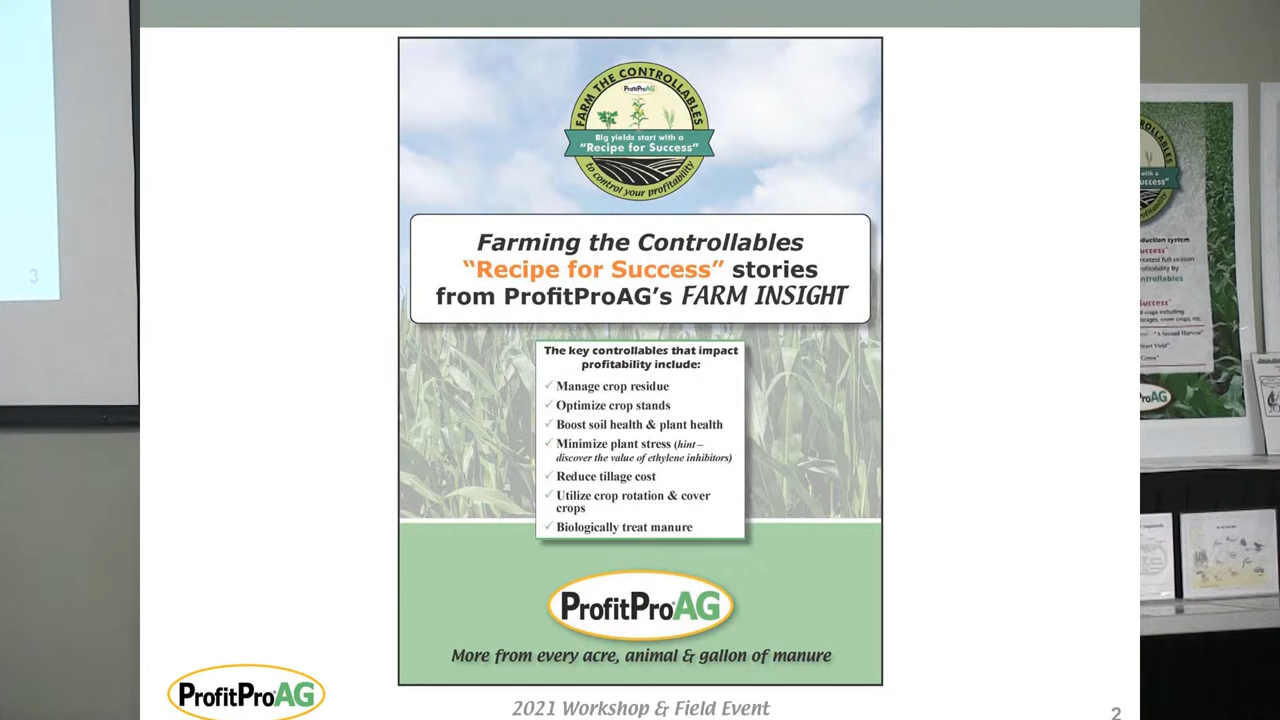 3
FARM THE CONTROLLABLES
ProfitProAG
Big yields start with a
“Recipe for Success”
to control your profitability
Farming the Controllables
“Recipe for Success” stories
from ProfitProAG’s FARM INSIGHT
The key controllables that impact
profitability include:
✓ Manage crop residue
✓ Optimize crop stands
✓ Boost soil health & plant health
✓ Minimize plant stress (hint –
discover the value of ethylene inhibitors)
✓ Reduce tillage cost
✓ Utilize crop rotation & cover
crops
✓ Biologically treat manure
ProfitProAG
More from every acre, animal & gallon of manure
ProfitProAG
2021 Workshop & Field Event
2